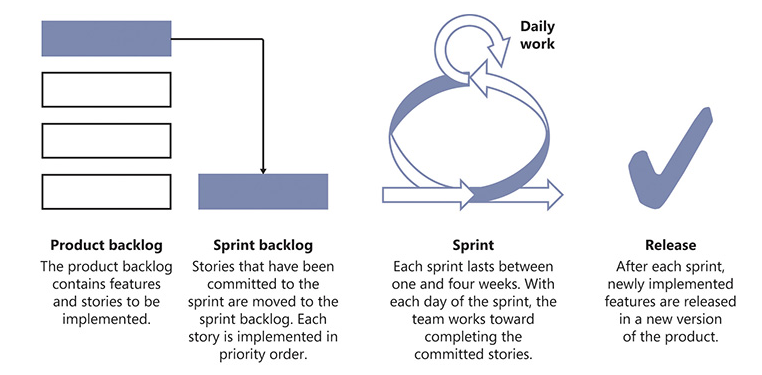 Daily
work
Product backlog
The product backlog
contains features
and stories to be
implemented.
Sprint backlog
Stories that have been
committed to the
sprint are moved to the
sprint backlog. Each
story is implemented in
priority order.
Sprint
Each sprint lasts between
one and four weeks. With
each day of the sprint, the
team works toward
completing the
committed stories.
Release
After each sprint,
newly implemented
features are released
in a new version
of the product.